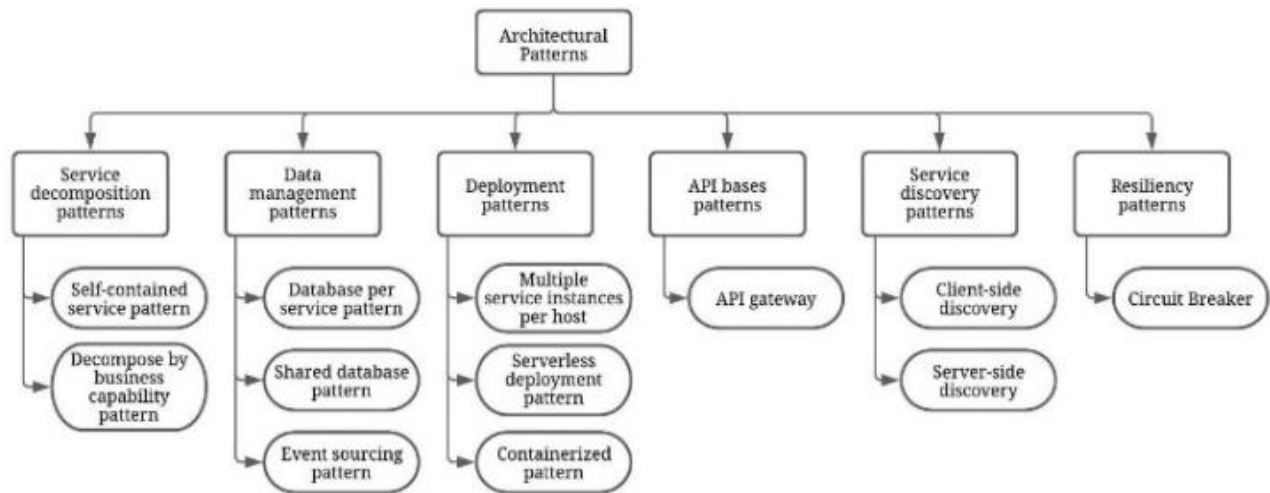 Architectural
Patterns
Service
decomposition
patterns
Data
management
patterns
Deployment
patterns
API bases
patterns
Service
discovery
patterns
Resiliency
patterns
Self-contained
service pattern
Decompose by
business
capability
pattern
Database per
service pattern
Shared database
pattern
Event sourcing
pattern
Multiple
service instances
per host
Serverless
deployment
pattern
Containerized
pattern
API gateway
Client-side
discovery
Server-side
discovery
Circuit Breaker